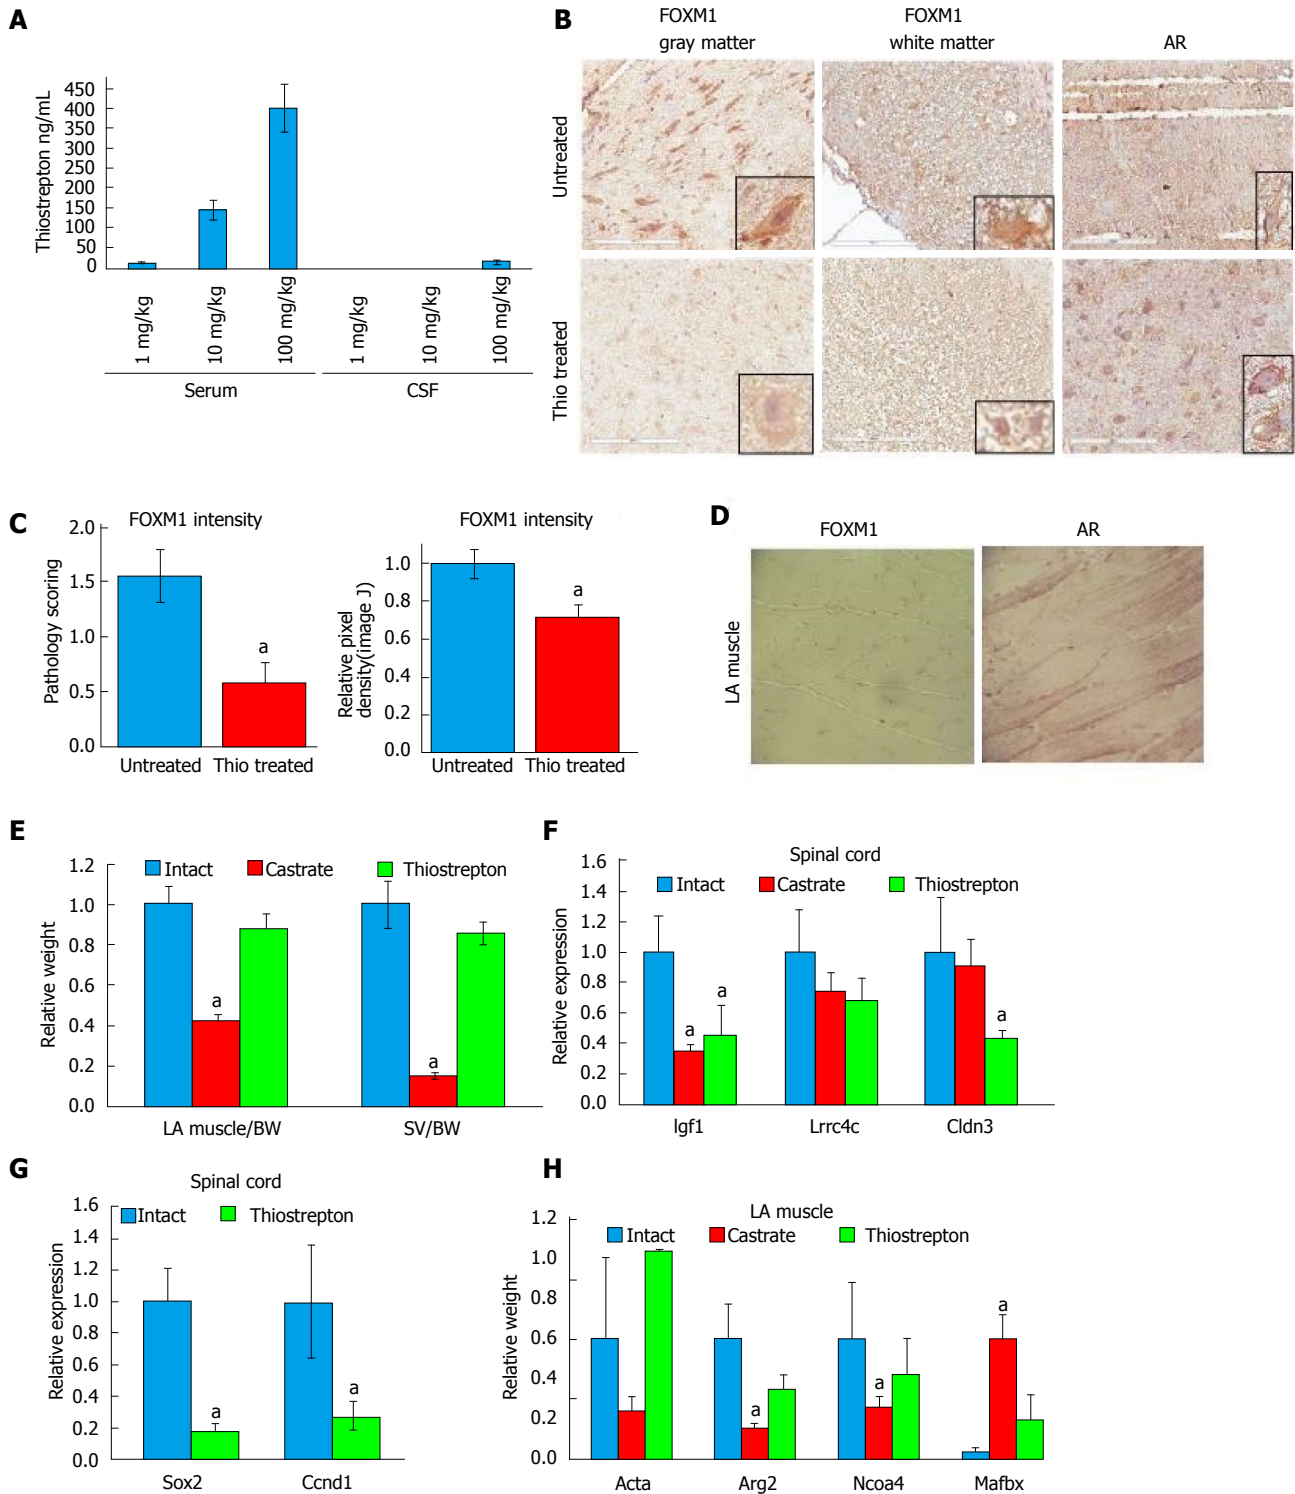 A
Thiostrepton ng/mL
450
400
350
300
250
200
150
100
50
0
1 mg/kg
10 mg/kg
100 mg/kg
1 mg/kg
10 mg/kg
100 mg/kg
Serum
CSF
B
FOXM1
gray matter
FOXM1
white matter
AR
Untreated
Thio treated
C
FOXM1 intensity
Pathology scoring
2.0
1.5
1.0
0.5
0.0
a
Untreated
Thio treated
FOXM1 intensity
Relative pixel
density(image J)
1.0
0.8
0.6
0.4
0.2
0.0
a
Untreated
Thio treated
D
FOXM1
AR
LA muscle
E
Intact
Castrate
Thiostrepton
Relative weight
1.2
1.0
0.8
0.6
0.4
0.2
0.0
a
a
LA muscle/BW
SV/BW
F
Spinal cord
Intact
Castrate
Thiostrepton
Relative expression
1.6
1.4
1.2
1.0
0.8
0.6
0.4
0.2
0.0
a
a
a
Igf1
Lrrc4c
Cldn3
G
Spinal cord
Intact
Thiostrepton
Relative expression
1.6
1.4
1.2
1.0
0.8
0.6
0.4
0.2
0.0
a
a
Sox2
Ccnd1
H
LA muscle
Intact
Castrate
Thiostrepton
Relative weight
1.2
1.0
0.8
0.6
0.4
0.2
0.0
a
a
a
Acta
Arg2
Ncoa4
Mafbx